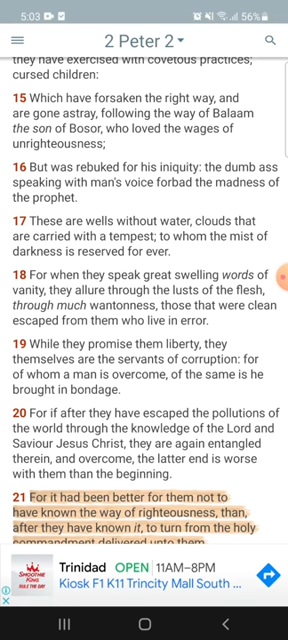 5:03
56%
2 Peter 2
they have exercised with covetous practices;
cursed children:
15 Which have forsaken the right way, and
are gone astray, following the way of Balaam
the son of Bosor, who loved the wages of
unrighteousness;
16 But was rebuked for his iniquity: the dumb ass
speaking with man's voice forbad the madness of
the prophet.
17 These are wells without water, clouds that
are carried with a tempest; to whom the mist of
darkness is reserved for ever.
18 For when they speak great swelling words of
vanity, they allure through the lusts of the flesh,
through much wantonness, those that were clean
escaped from them who live in error.
19 While they promise them liberty, they
themselves are the servants of corruption: for
of whom a man is overcome, of the same is he
brought in bondage.
20 For if after they have escaped the pollutions of
the world through the knowledge of the Lord and
Saviour Jesus Christ, they are again entangled
therein, and overcome, the latter end is worse
with them than the beginning.
21 For it had been better for them not to
have known the way of righteousness, than,
after they have known it, to turn from the holy
commandment delivered unto them
SMOOTHIE
KING
RULE THE DAY
Trinidad OPEN 11AM–8PM
Kiosk F1 K11 Trincity Mall South ...